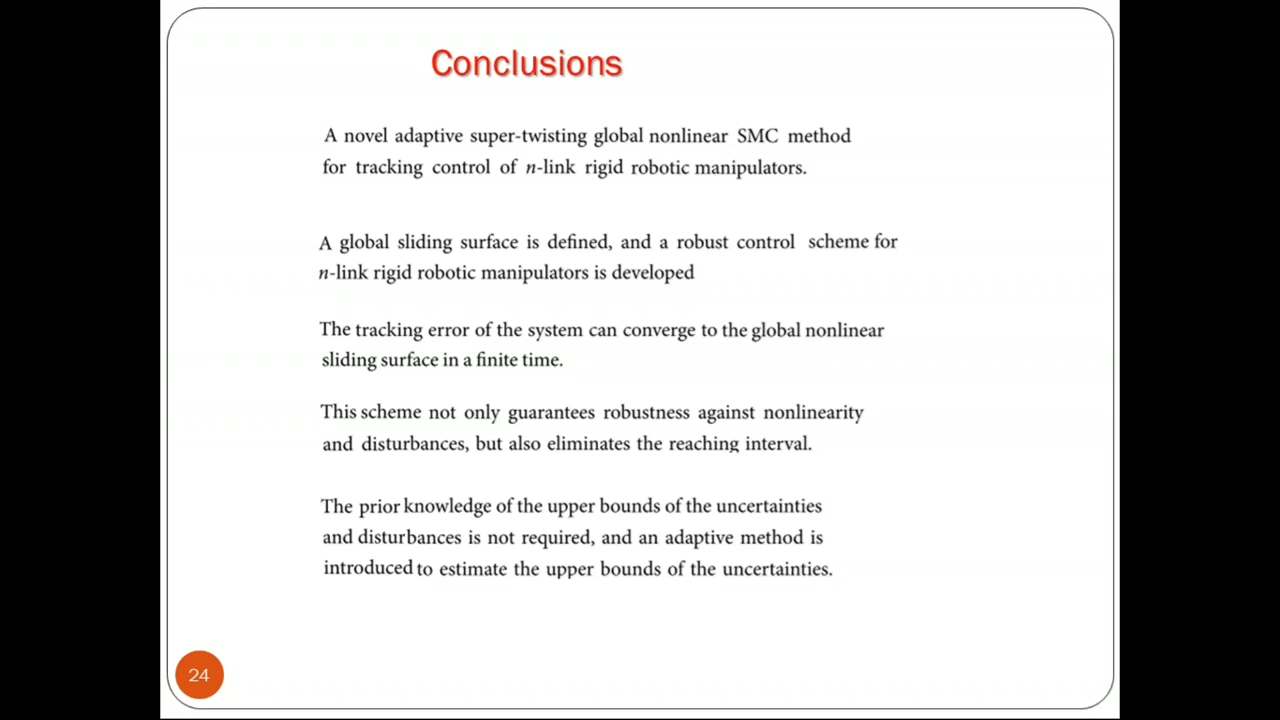 Conclusions
A novel adaptive super-twisting global nonlinear SMC method
for tracking control of n-link rigid robotic manipulators.
A global sliding surface is defined, and a robust control scheme for
n-link rigid robotic manipulators is developed
The tracking error of the system can converge to the global nonlinear
sliding surface in a finite time.
This scheme not only guarantees robustness against nonlinearity
and disturbances, but also eliminates the reaching interval.
The prior knowledge of the upper bounds of the uncertainties
and disturbances is not required, and an adaptive method is
introduced to estimate the upper bounds of the uncertainties.
24